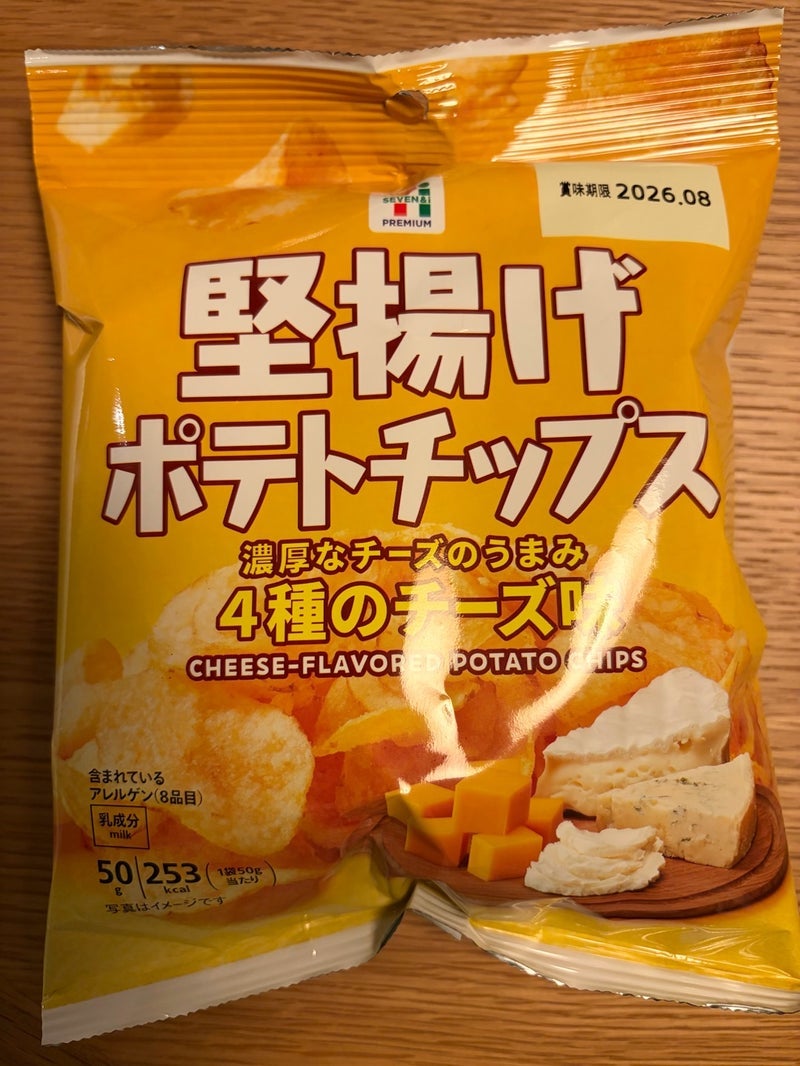 SEVEN&i
PREMIUM
賞味期限 2026.08
堅揚げ
ポテトチップス
濃厚なチーズのうまみ
4種のチーズ味
CHEESE-FLAVORED POTATO CHIPS
含まれている
アレルゲン(8品目)
乳成分
milk
50g 253kcal (1袋50g当たり)
写真はイメージです